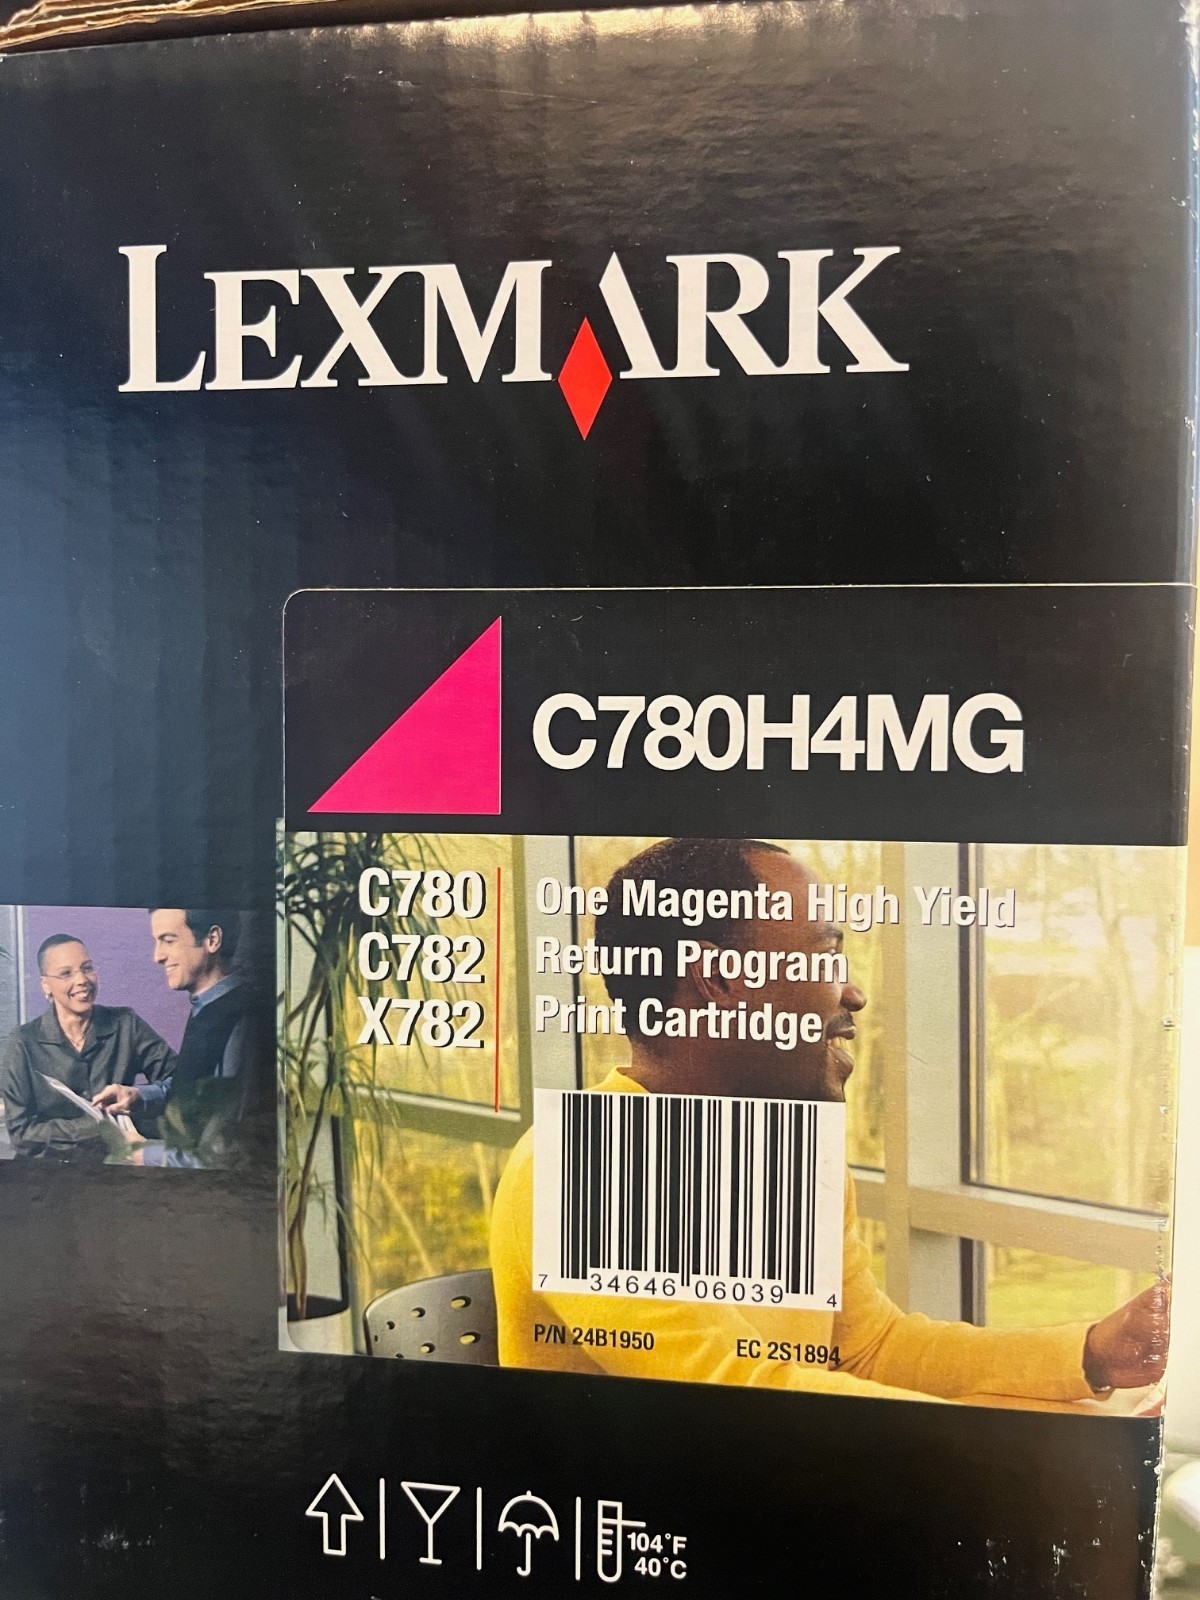 LEXMARK
C780H4MG
C780
C782
X782
One Magenta High Yield
Return Program
Print Cartridge
7 34646 06039 4
P/N 24B1950 EC 2S1894
104°F
40°C